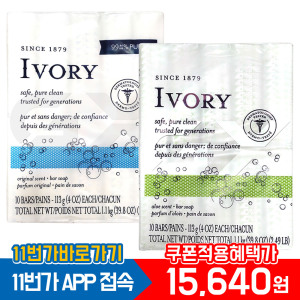 SINCE 1879
99.44% PURE
IVORY
safe, pure clean
trusted for generations
pur et sans danger; de confiance
depuis des générations
original scent · bar soap
parfum original · pain de savon
10 BARS/PAINS - 113 g (4 OZ) EACH/CHACUN
TOTAL NET WT/POIDS NET TOTAL 1.1 kg (39.8 OZ)
SINCE 1879
IVORY
safe, pure clean
trusted for generations
pur et sans danger; de confiance
depuis des générations
aloe scent · bar soap
parfum d'aloès · pain de savon
10 BARS/PAINS - 113 g (4 OZ) EACH/CHACUN
TOTAL NET WT/POIDS NET TOTAL 1.1 kg (39.8 OZ) (2.49 LB)
11번가바로가기
11번가 APP 접속
쿠폰적용혜택가
15,640원